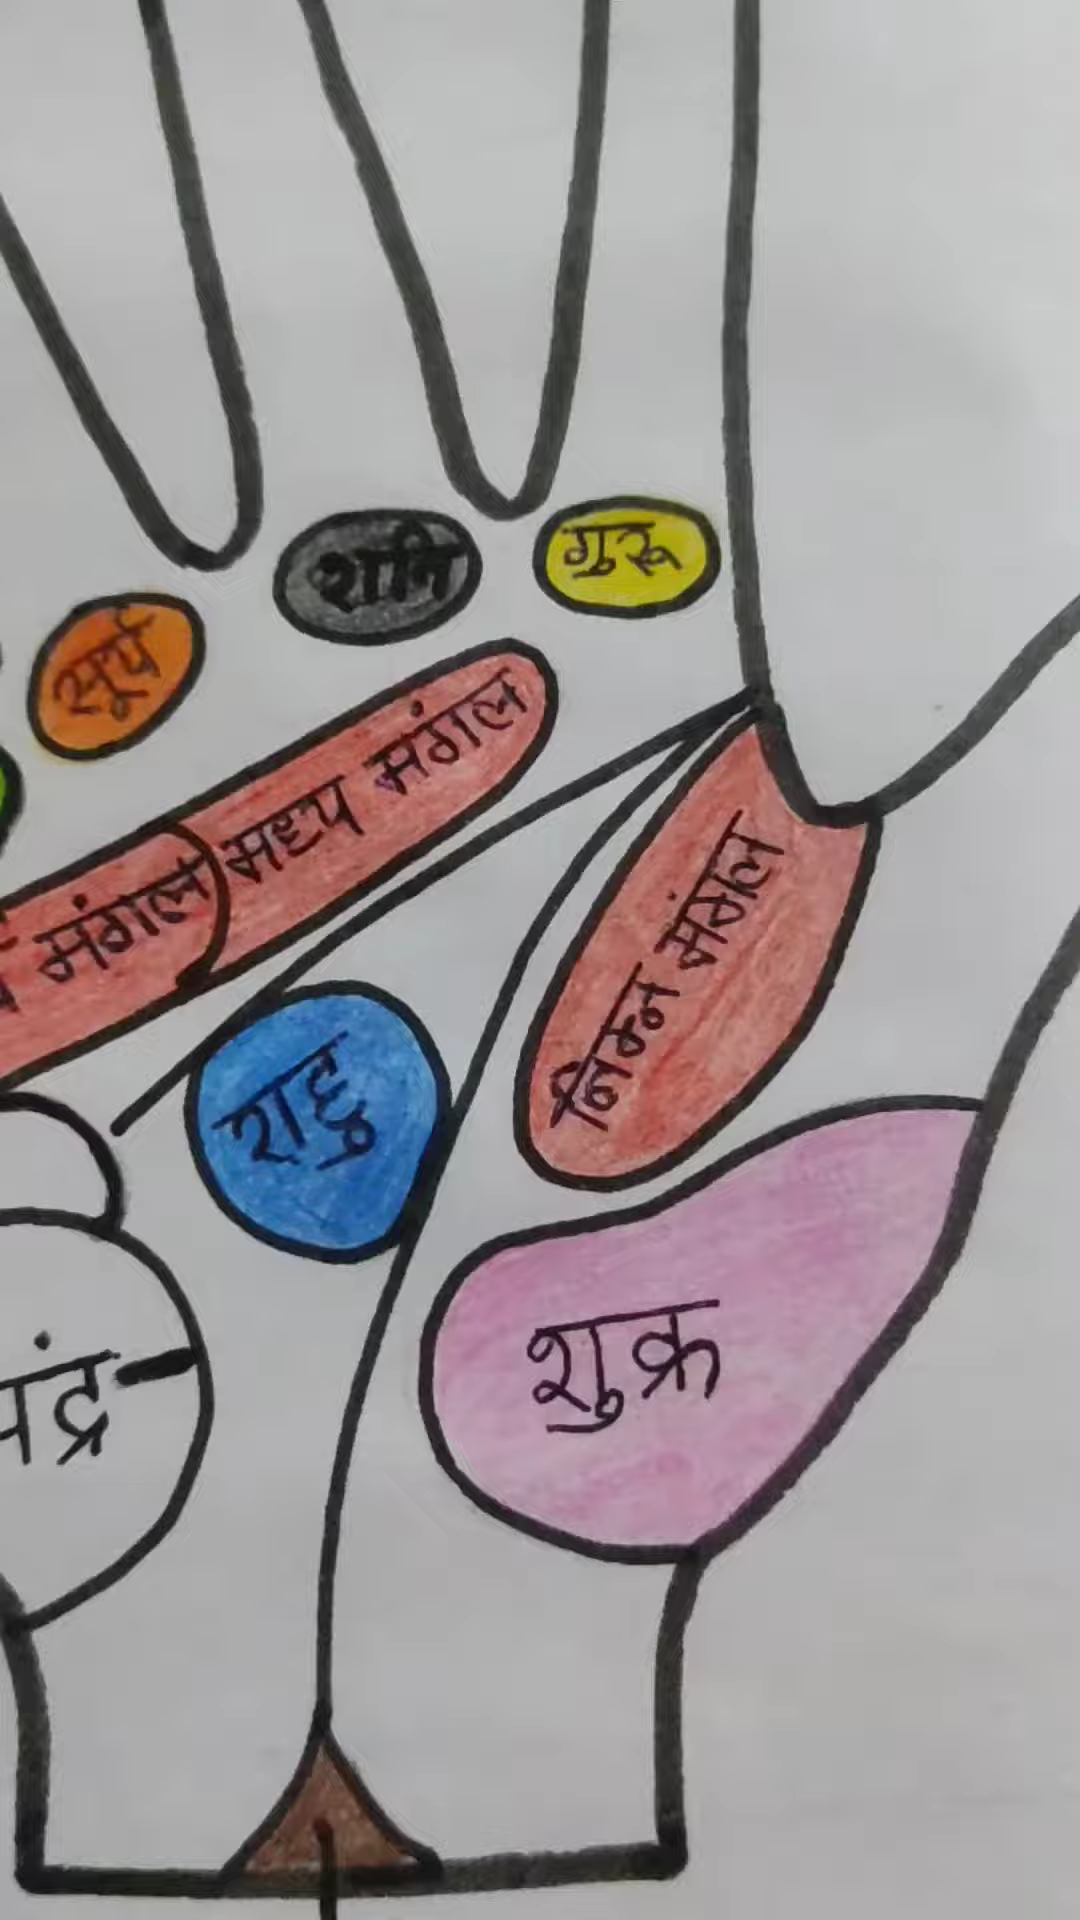 गुरू
शनि
सूर्य
मध्य मंगल
मंगल
निम्न मंगल
राहु
शुक्र
चंद्र